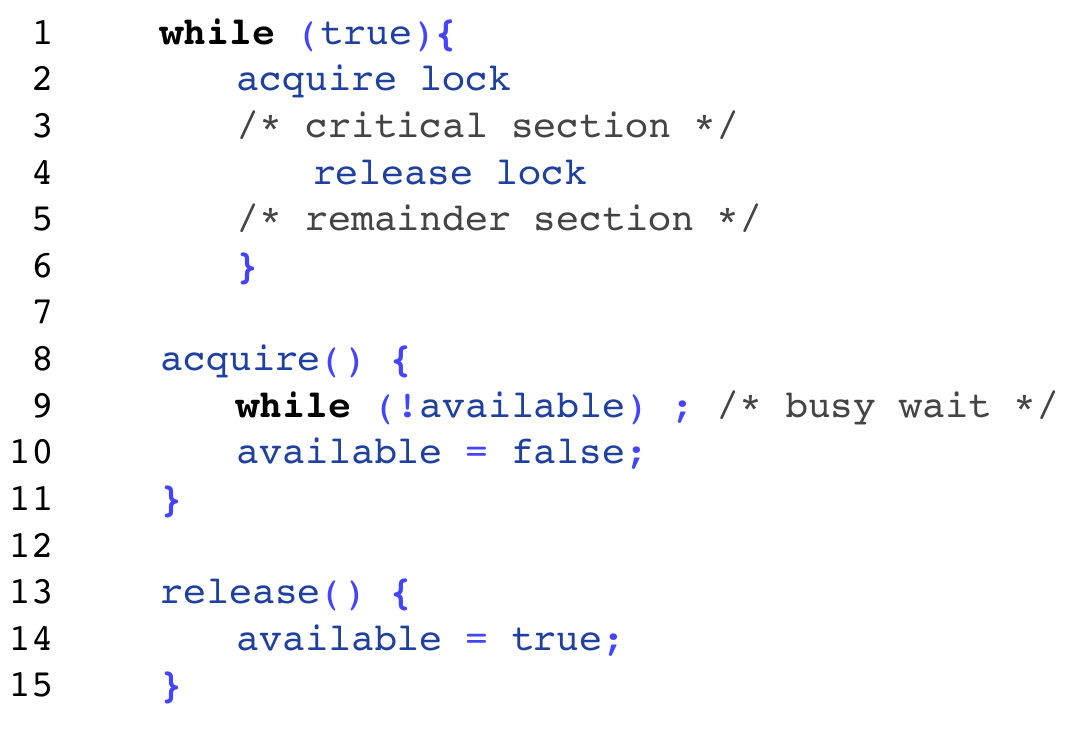 1 while (true){
2 acquire lock
3 /* critical section */
4 release lock
5 /* remainder section */
6 }
7
8 acquire() {
9 while (!available) ; /* busy wait */
10 available = false;
11 }
12
13 release() {
14 available = true;
15 }